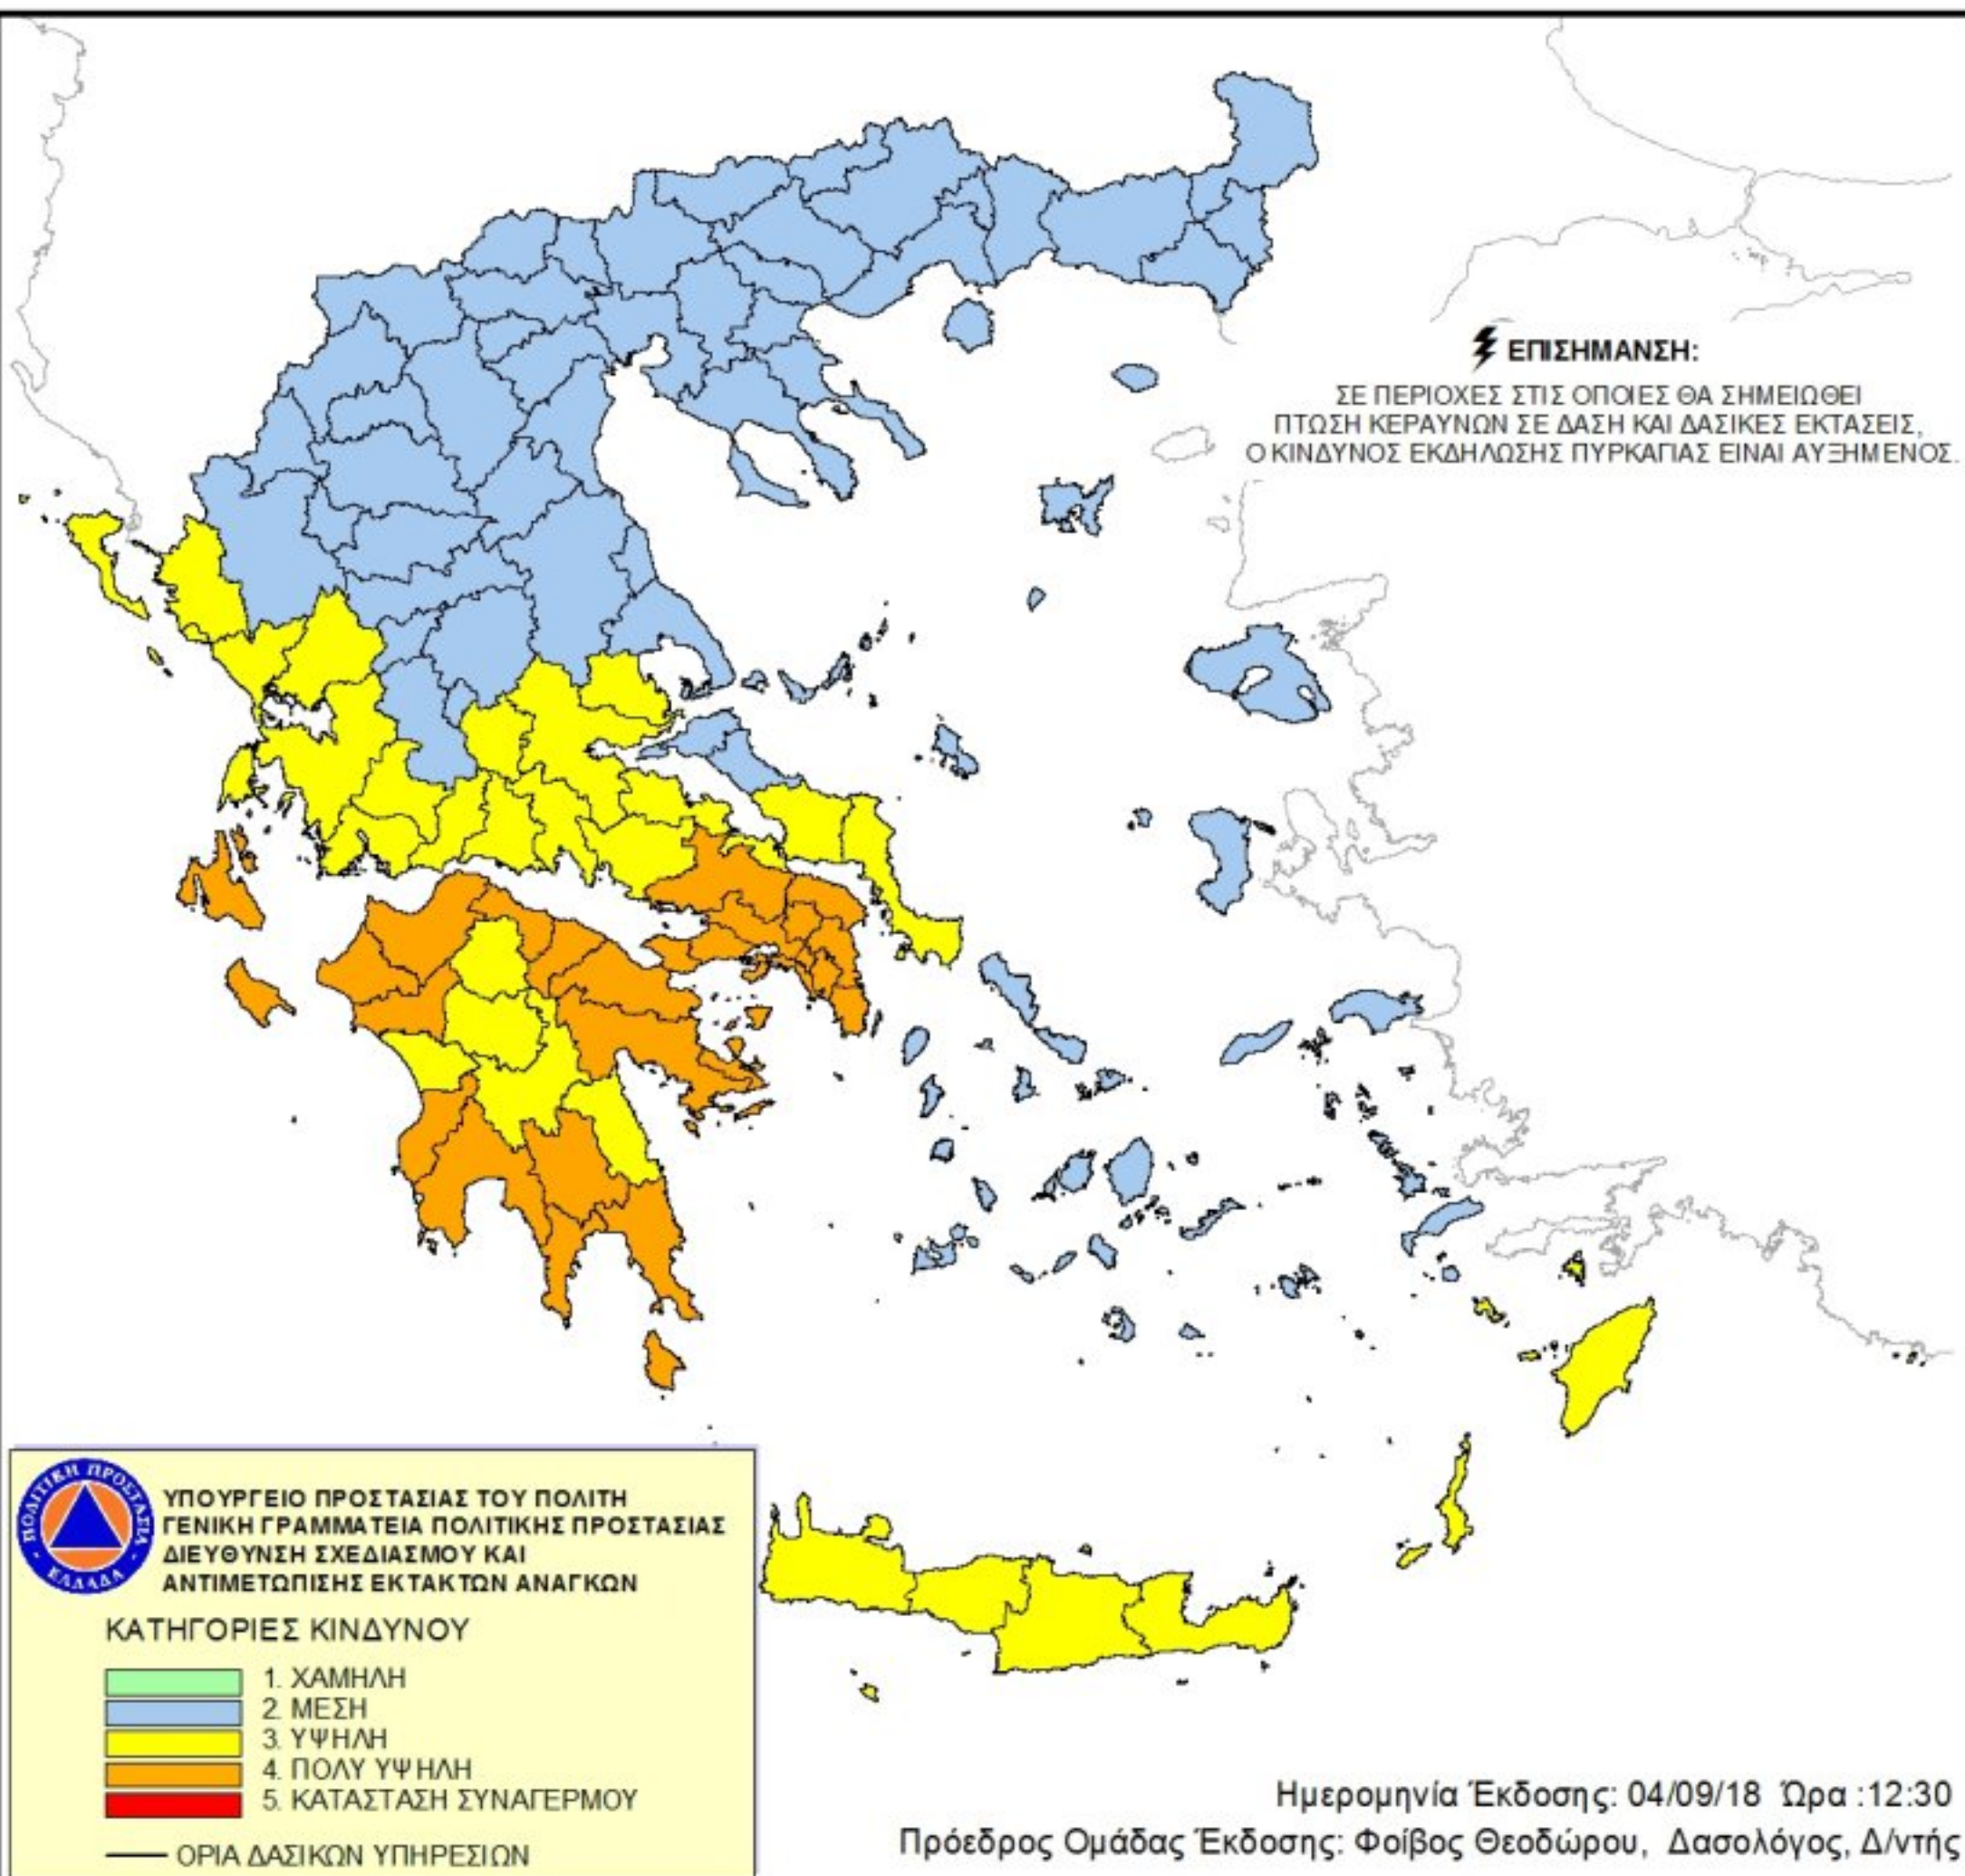 ΕΠΙΣΗΜΑΝΣΗ:
ΣΕ ΠΕΡΙΟΧΕΣ ΣΤΙΣ ΟΠΟΙΕΣ ΘΑ ΣΗΜΕΙΩΘΕΙ
ΠΤΩΣΗ ΚΕΡΑΥΝΩΝ ΣΕ ΔΑΣΗ ΚΑΙ ΔΑΣΙΚΕΣ ΕΚΤΑΣΕΙΣ,
Ο ΚΙΝΔΥΝΟΣ ΕΚΔΗΛΩΣΗΣ ΠΥΡΚΑΓΙΑΣ ΕΙΝΑΙ ΑΥΞΗΜΕΝΟΣ.
ΠΟΛΙΤΙΚΗ ΠΡΟΣΤΑΣΙΑ
ΕΛΛΑΔΑ
ΥΠΟΥΡΓΕΙΟ ΠΡΟΣΤΑΣΙΑΣ ΤΟΥ ΠΟΛΙΤΗ
ΓΕΝΙΚΗ ΓΡΑΜΜΑΤΕΙΑ ΠΟΛΙΤΙΚΗΣ ΠΡΟΣΤΑΣΙΑΣ
ΔΙΕΥΘΥΝΣΗ ΣΧΕΔΙΑΣΜΟΥ ΚΑΙ
ΑΝΤΙΜΕΤΩΠΙΣΗΣ ΕΚΤΑΚΤΩΝ ΑΝΑΓΚΩΝ
ΚΑΤΗΓΟΡΙΕΣ ΚΙΝΔΥΝΟΥ
1. ΧΑΜΗΛΗ
2. ΜΕΣΗ
3. ΥΨΗΛΗ
4. ΠΟΛΥ ΥΨΗΛΗ
5. ΚΑΤΑΣΤΑΣΗ ΣΥΝΑΓΕΡΜΟΥ
ΟΡΙΑ ΔΑΣΙΚΩΝ ΥΠΗΡΕΣΙΩΝ
Ημερομηνία Έκδοσης: 04/09/18 Ώρα :12:30
Πρόεδρος Ομάδας Έκδοσης: Φοίβος Θεοδώρου, Δασολόγος, Δ/ντής